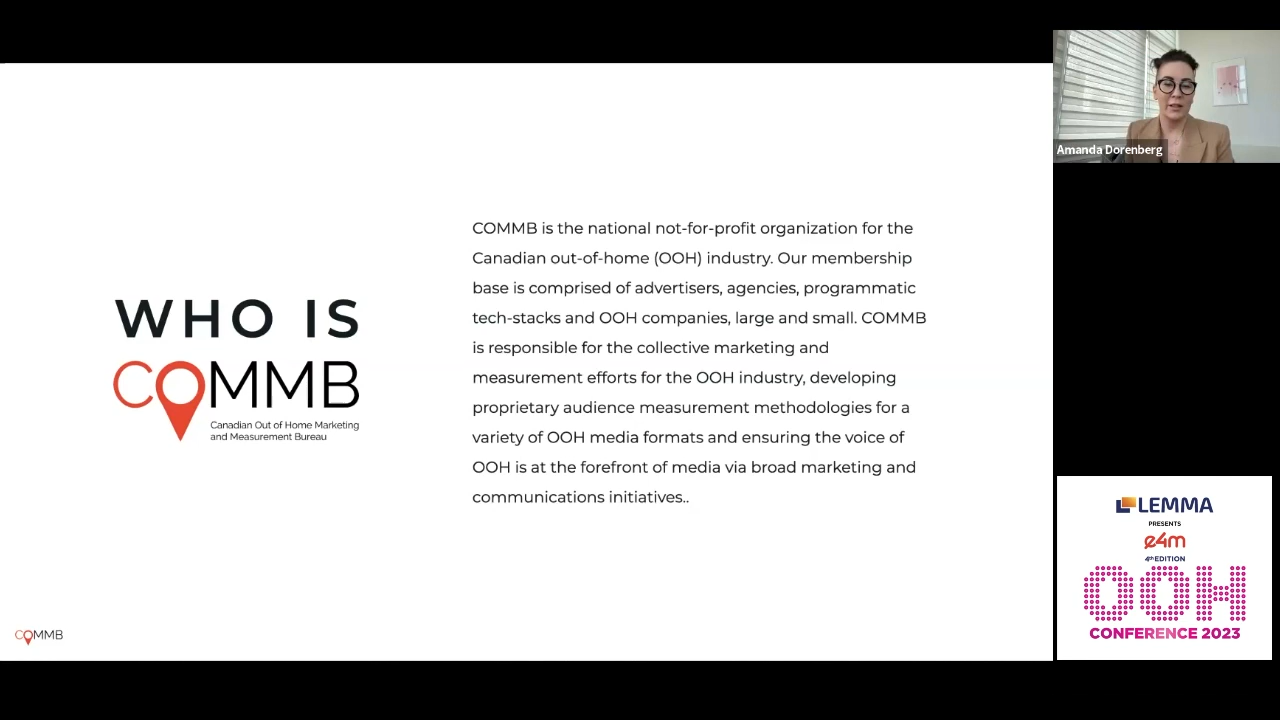 WHO IS
COMMB
Canadian Out of Home Marketing
and Measurement Bureau
COMMB is the national not-for-profit organization for the
Canadian out-of-home (OOH) industry. Our membership
base is comprised of advertisers, agencies, programmatic
tech-stacks and OOH companies, large and small. COMMB
is responsible for the collective marketing and
measurement efforts for the OOH industry, developing
proprietary audience measurement methodologies for a
variety of OOH media formats and ensuring the voice of
OOH is at the forefront of media via broad marketing and
communications initiatives..
COMMB
Amanda Dorenberg
LEMMA
PRESENTS
e4m
4th EDITION
OOH
CONFERENCE 2023